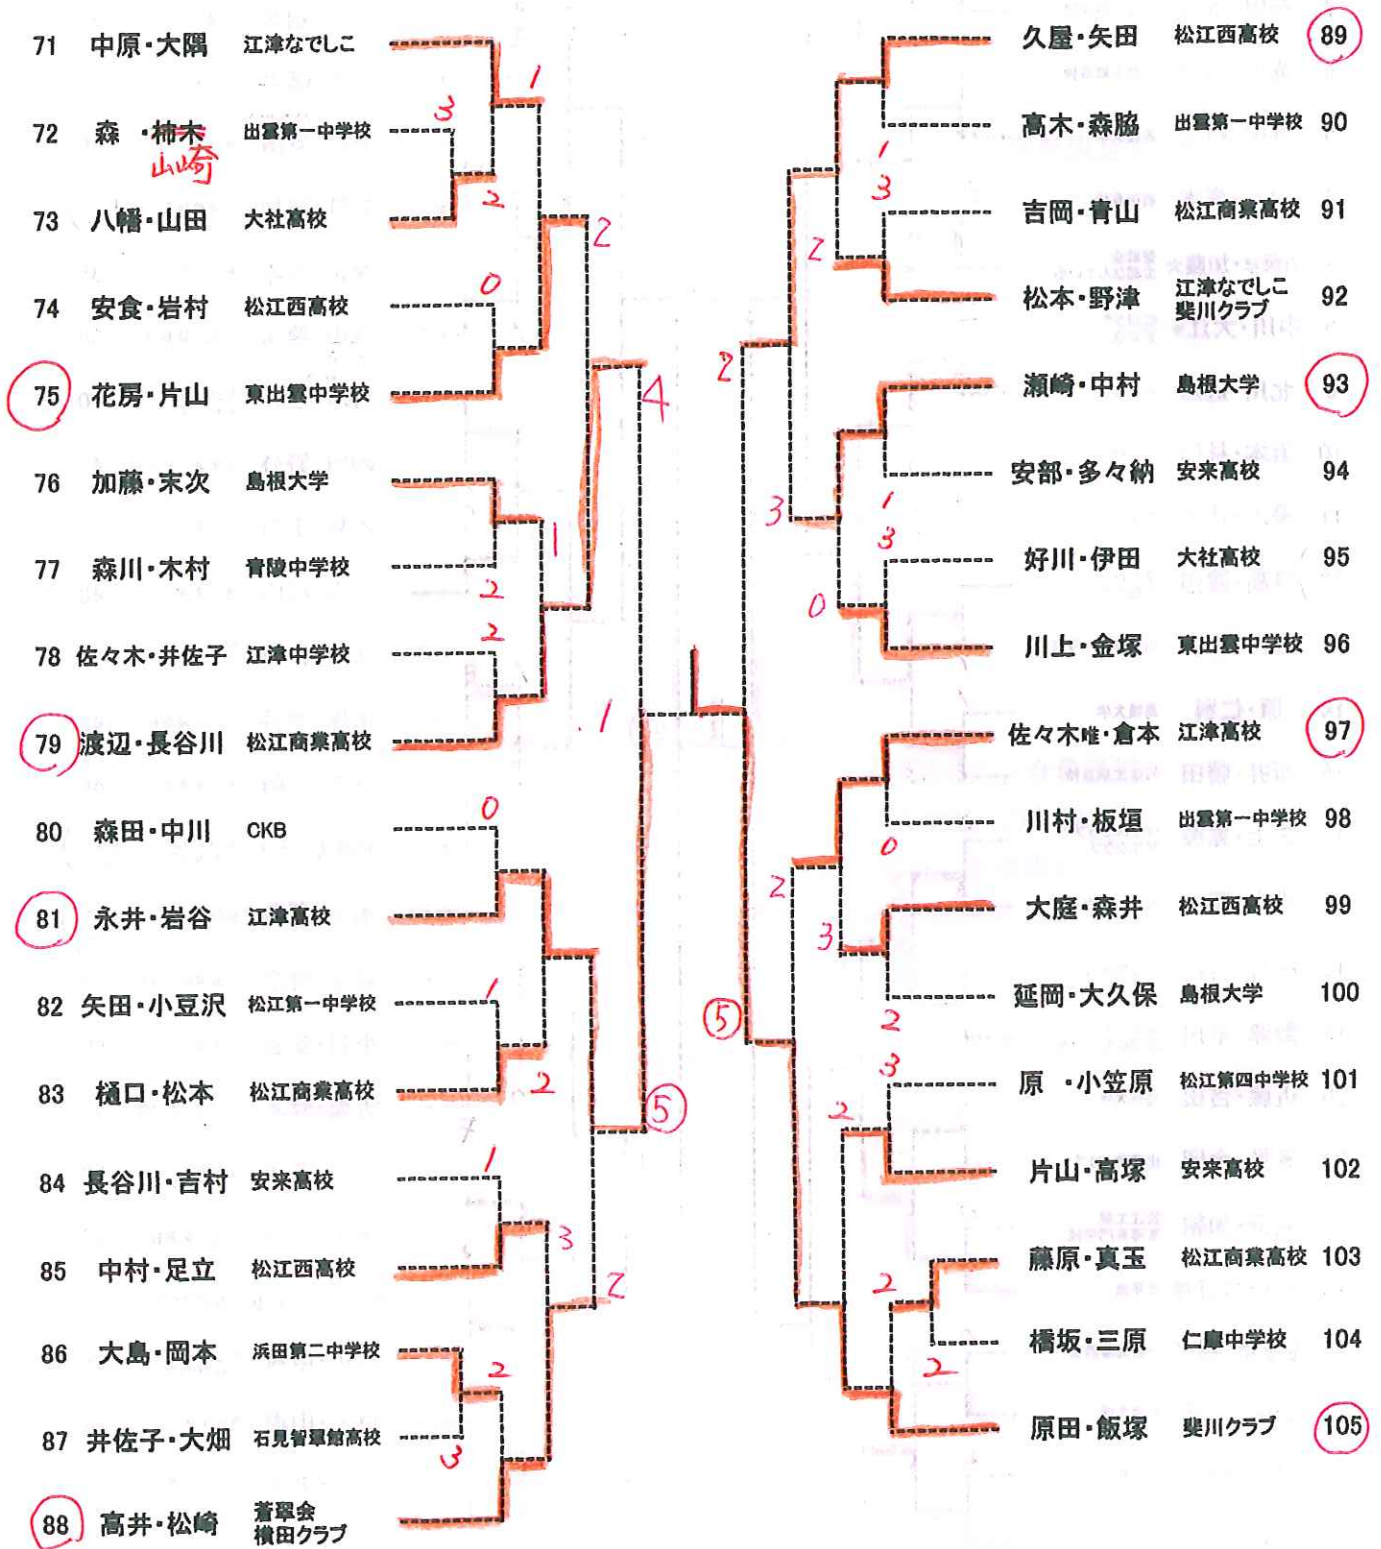 71 中原・大隅 江津なでしこ
1
3
72 森 ・柿木 出雲第一中学校
山崎
2
73 八幡・山田 大社高校
2
0
74 安食・岩村 松江西高校
75 花房・片山 東出雲中学校
4
76 加藤・末次 島根大学
1
77 森川・木村 青陵中学校
2
2
78 佐々木・井佐子 江津中学校
1
79 渡辺・長谷川 松江商業高校
0
80 森田・中川 CKB
81 永井・岩谷 江津高校
1
82 矢田・小豆沢 松江第一中学校
2
83 樋口・松本 松江商業高校
⑤
1
84 長谷川・吉村 安来高校
3
85 中村・足立 松江西高校
2
86 大島・岡本 浜田第二中学校
2
87 井佐子・大畑 石見智翠館高校
3
88 高井・松崎 蒼翠会
横田クラブ
久屋・矢田 松江西高校 89
高木・森脇 出雲第一中学校 90
1
3
吉岡・青山 松江商業高校 91
2
松本・野津 江津なでしこ
斐川クラブ 92
2
瀬崎・中村 島根大学 93
安部・多々納 安来高校 94
1
3
3
好川・伊田 大社高校 95
0
川上・金塚 東出雲中学校 96
佐々木唯・倉本 江津高校 97
川村・板垣 出雲第一中学校 98
0
2
大庭・森井 松江西高校 99
3
延岡・大久保 島根大学 100
⑤
2
3
原 ・小笠原 松江第四中学校 101
2
片山・高塚 安来高校 102
藤原・真玉 松江商業高校 103
2
橋坂・三原 仁摩中学校 104
2
原田・飯塚 斐川クラブ 105